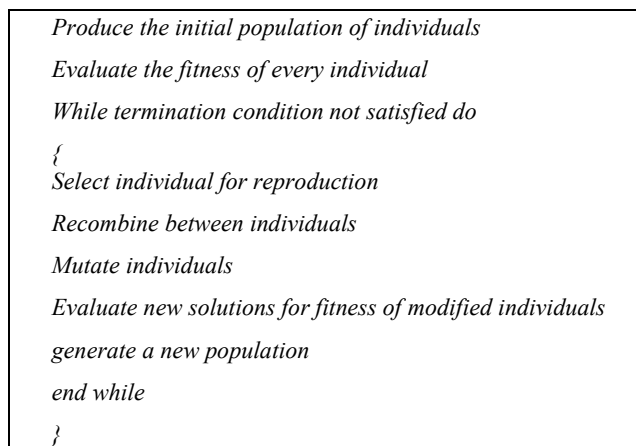 Produce the initial population of individuals
Evaluate the fitness of every individual
While termination condition not satisfied do
{
Select individual for reproduction
Recombine between individuals
Mutate individuals
Evaluate new solutions for fitness of modified individuals
generate a new population
end while
}